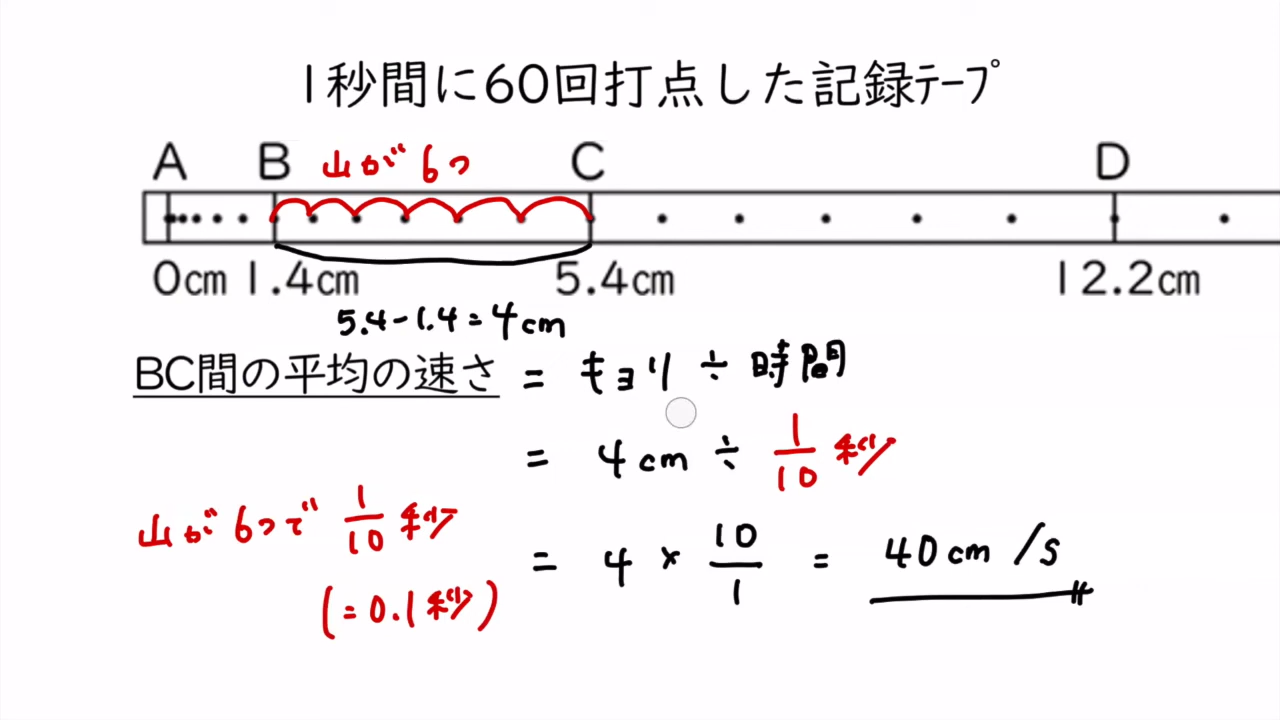 1秒間に60回打点した記録テープ
A B 山が6つ C D
0cm 1.4cm 5.4cm 12.2cm
5.4-1.4=4cm
BC間の平均の速さ = キョリ ÷ 時間
= 4cm ÷ 1/10 秒
山が6つで 1/10 秒
(=0.1秒)
= 4 × 10/1 = 40cm/s